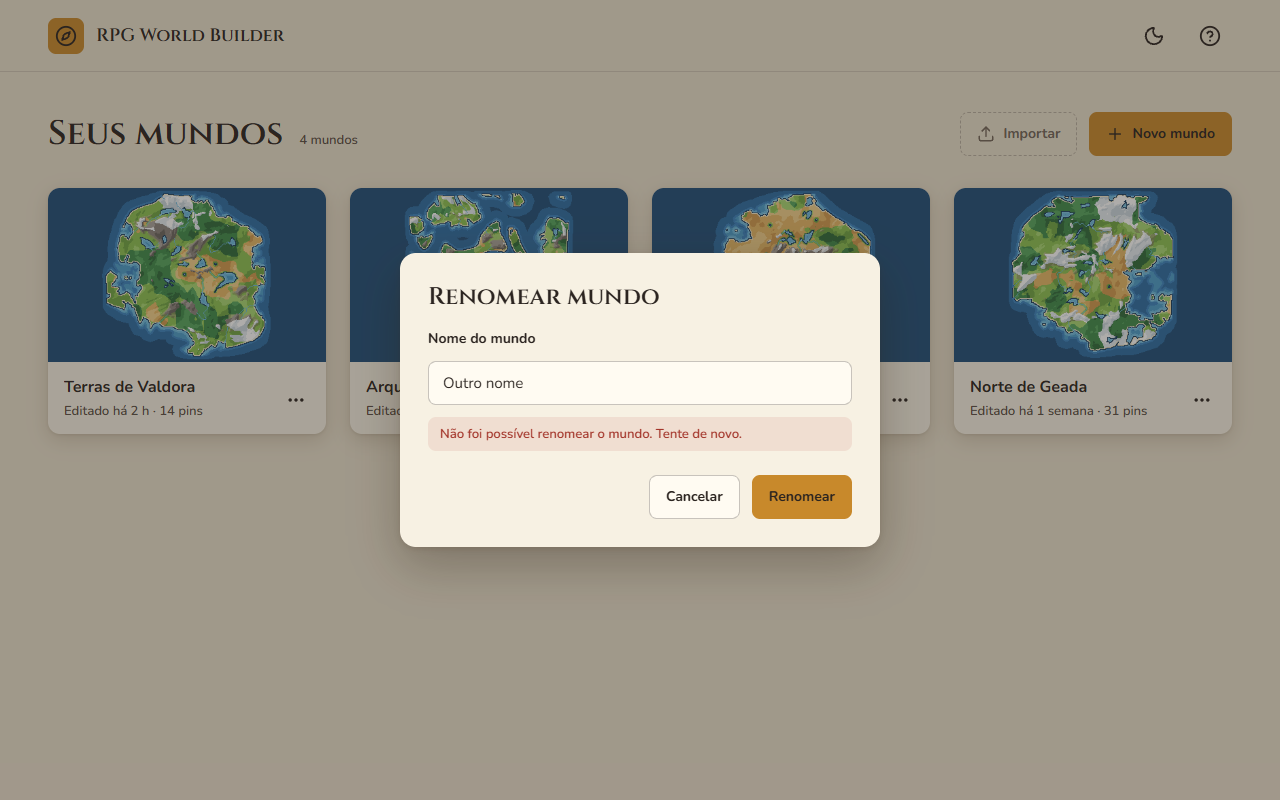 RPG World Builder
Seus mundos 4 mundos
Importar
Novo mundo
Terras de Valdora
Editado há 2 h · 14 pins
Norte de Geada
Editado há 1 semana · 31 pins
Renomear mundo
Nome do mundo
Outro nome
Não foi possível renomear o mundo. Tente de novo.
Cancelar
Renomear